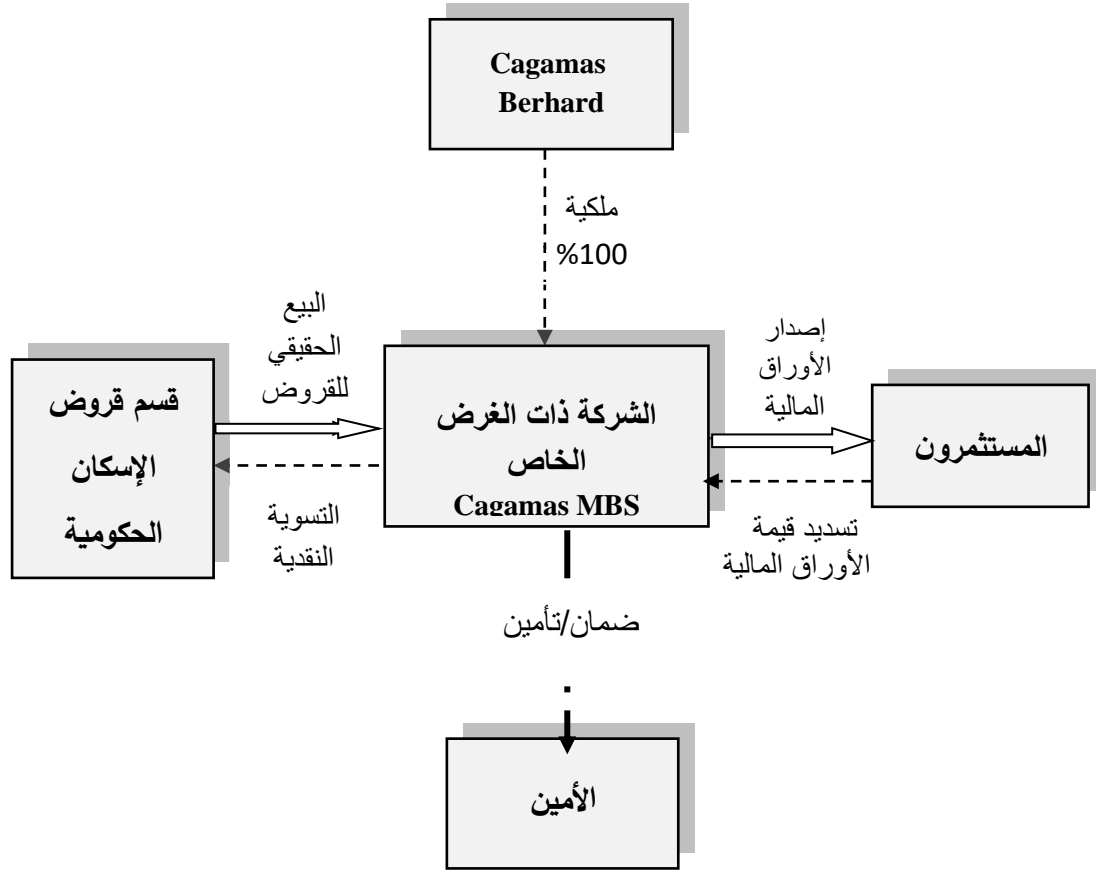 Cagamas
Berhard
ملكية
%100
البيع
الحقيقي
للقروض
إصدار
الأوراق
المالية
قسم قروض
الإسكان
الحكومية
الشركة ذات الغرض
الخاص
Cagamas MBS
المستثمرون
التسوية
النقدية
تسديد قيمة
الأوراق المالية
ضمان/تأمين
الأمين